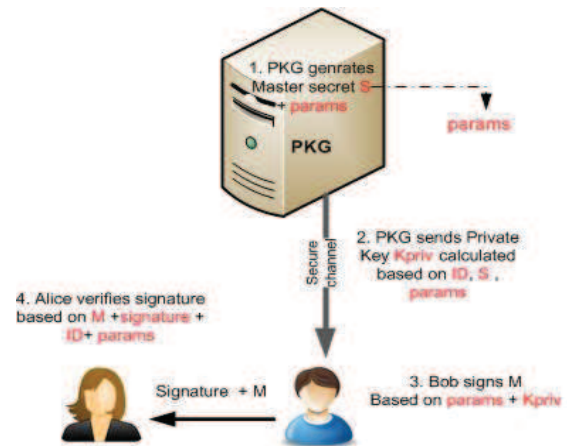 1. PKG genrates
Master secret S
+ params
params
PKG
Secure
channel
2. PKG sends Private
Key Kpriv calculated
based on ID, S ,
params
4. Alice verifies signature
based on M +signature +
ID+ params
Signature + M
3. Bob signs M
Based on params + Kpriv